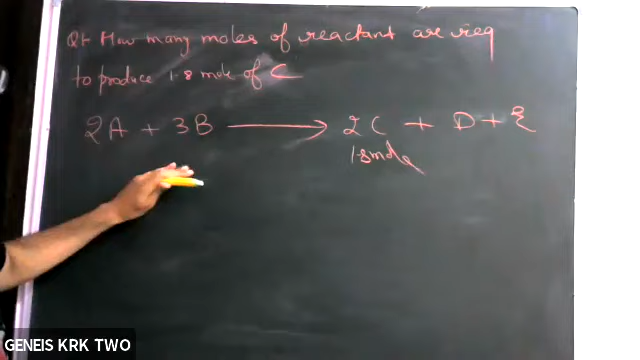 Q1 How many moles of reactant are req
to produce 1.8 mole of C
2A + 3B ⟶ 2C + D + E
1.8 mole
GENEIS KRK TWO